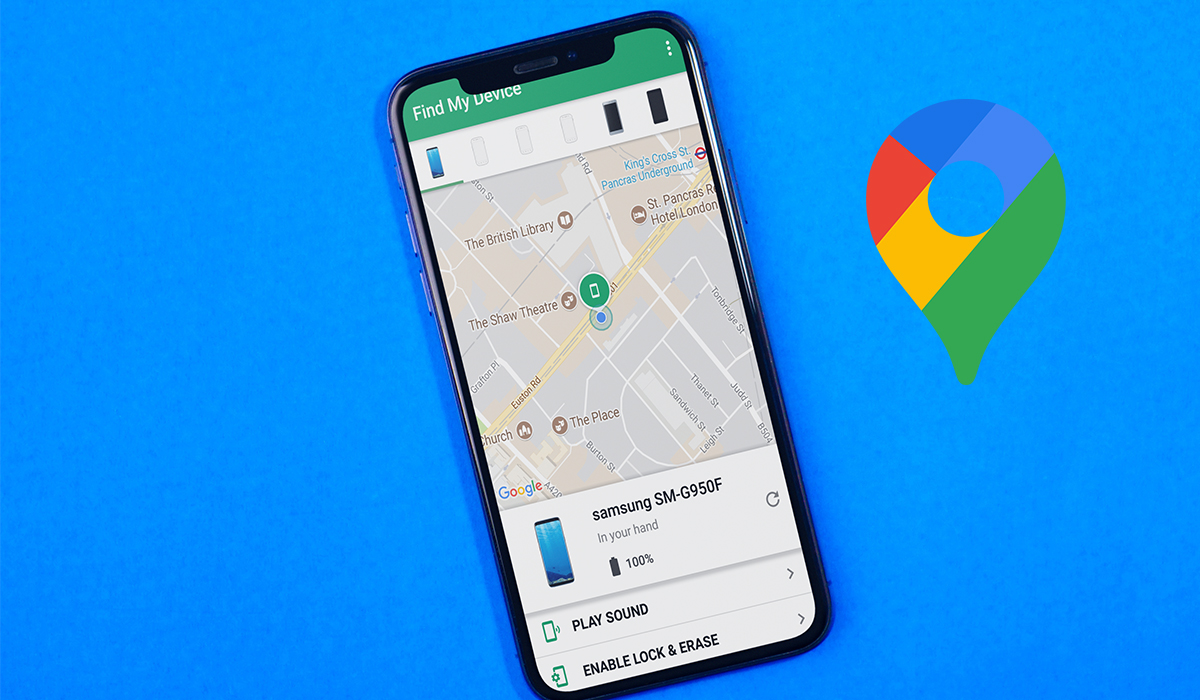 Find My Device
King's Cross St.
Pancras Underground
St. Pancras R
Hotel London
The British Library
The Shaw Theatre
Tonbridge St
Grafton Pl
Euston Rd
Thanet St
Judd St
Sandwich St
Leigh St
B504
Church
The Place
Burton St
Google
samsung SM-G950F
In your hand
100%
PLAY SOUND
ENABLE LOCK & ERASE